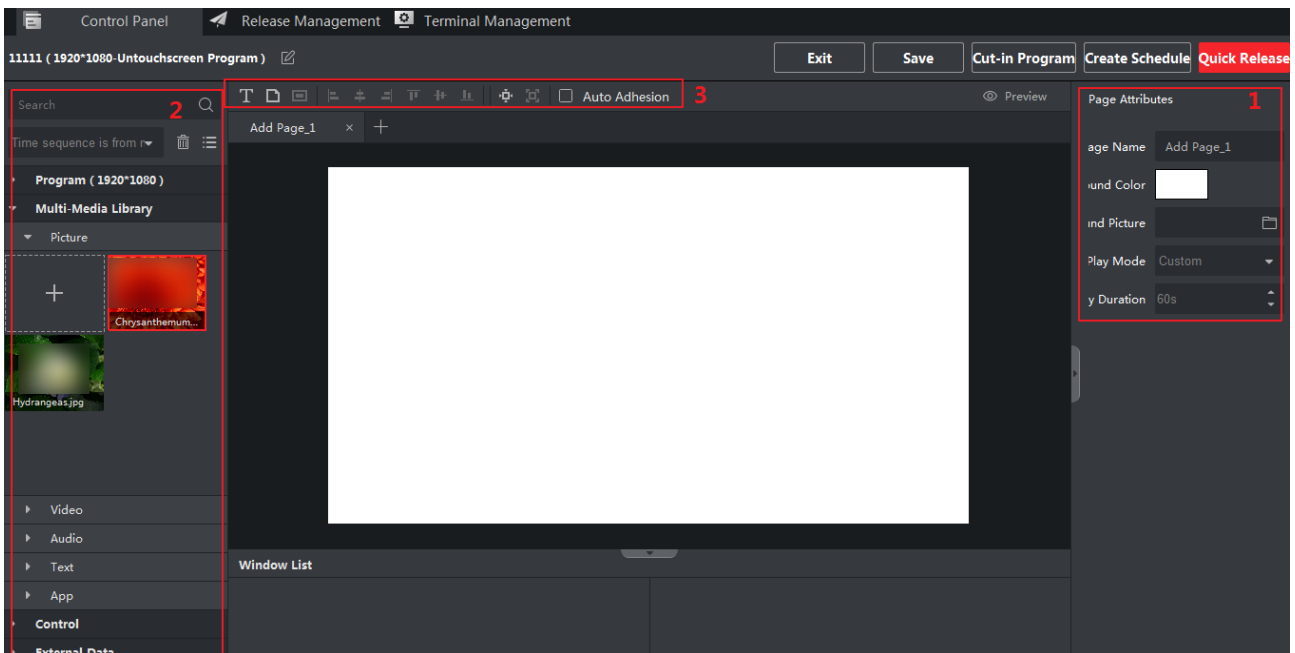 Control Panel Release Management Terminal Management
11111 ( 1920*1080-Untouchscreen Program ) Exit Save Cut-in Program Create Schedule Quick Release
Search 2
T Auto Adhesion 3 Preview
Page Attributes 1
Time sequence is from r
Add Page_1 × +
age Name Add Page_1
Program ( 1920*1080 )
und Color
Multi-Media Library
nd Picture
Picture
Play Mode Custom
y Duration 60s
Chrysanthemum...
Hydrangeas.jpg
Video
Audio
Text
App
Control
External Data
Window List